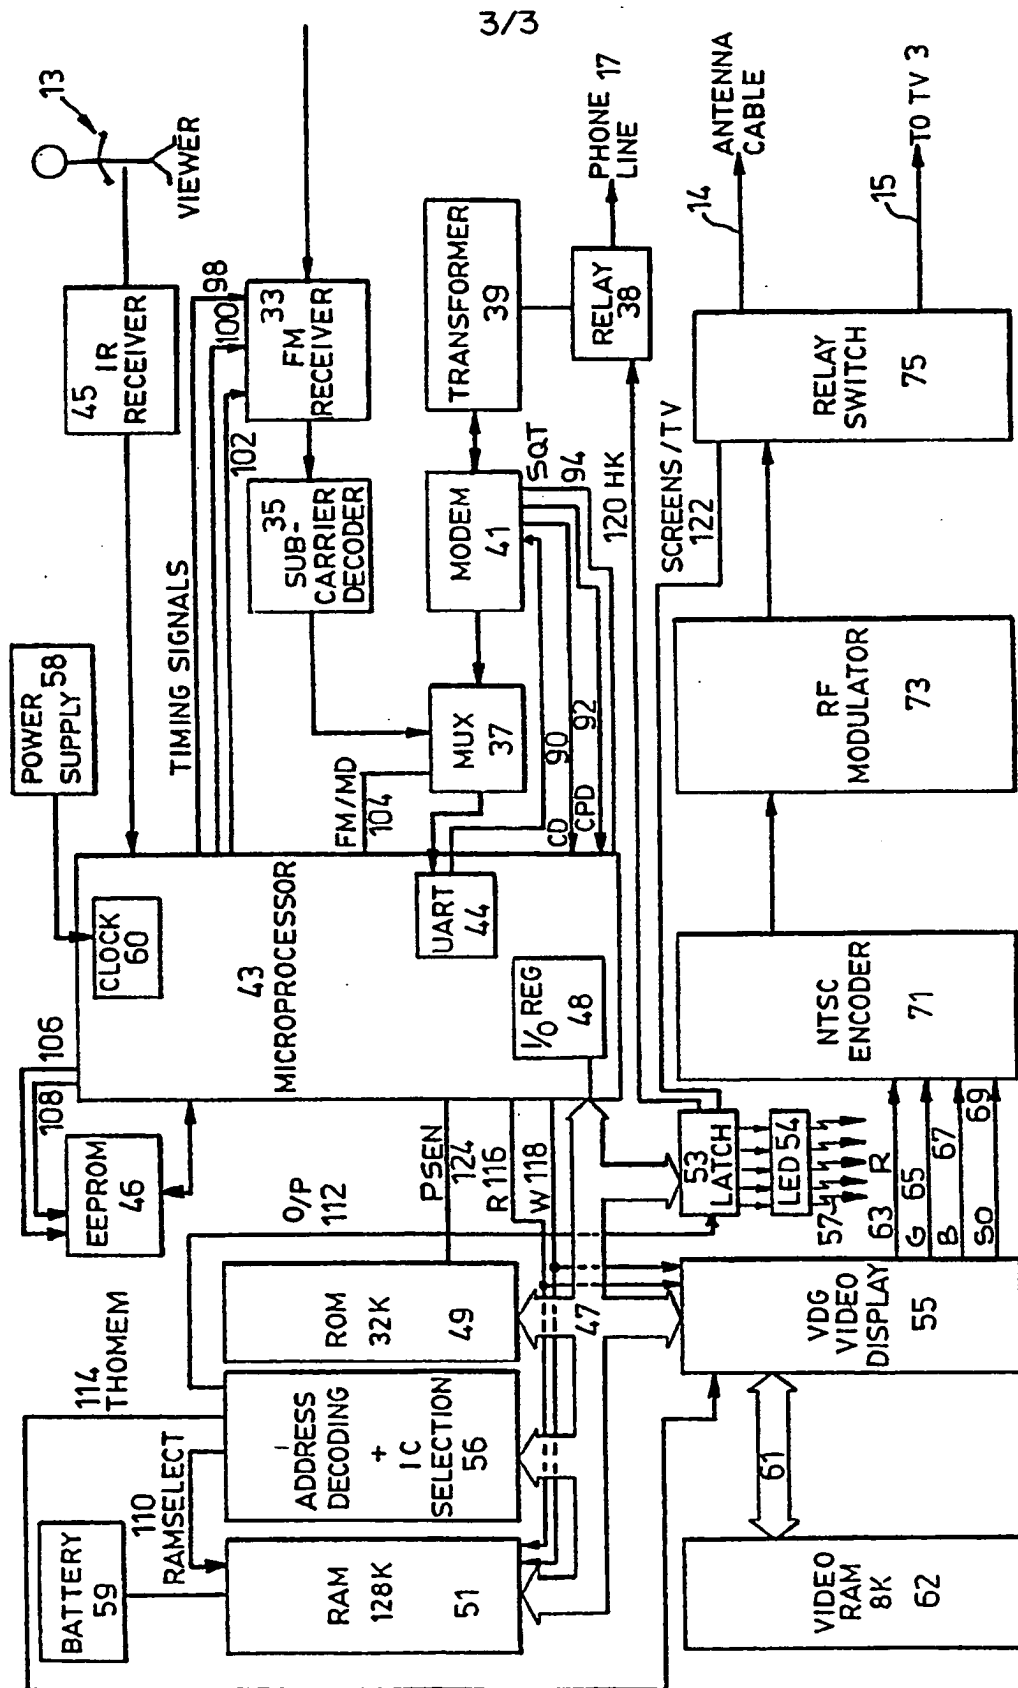 3/3
13
VIEWER
45 IR
RECEIVER
POWER
SUPPLY 58
TIMING SIGNALS
98
100
102
33
FM
RECEIVER
35
SUB-
CARRIER
DECODER
TRANSFORMER
39
PHONE 17
LINE
RELAY
38
MODEM
41
SQT
94
MUX
37
FM/MD
104
90
92
CD
CPD
120 HK
SCREENS/TV
122
ANTENNA
CABLE
14
TO TV 3
15
RELAY
SWITCH
75
RF
MODULATOR
73
NTSC
ENCODER
71
CLOCK
60
43
MICROPROCESSOR
UART
44
I/O REG
48
106
108
EEPROM
46
PSEN
124
R 116
W 118
O/P
112
ROM
32K
49
47
53
LATCH
LED 54
57
63 R
G 65
B 67
SO 69
VDG
VIDEO
DISPLAY
55
61
VIDEO
RAM
8K
62
114
THOMEM
ADDRESS
DECODING
+
IC
SELECTION
56
110
RAMSELECT
BATTERY
59
RAM
128K
51